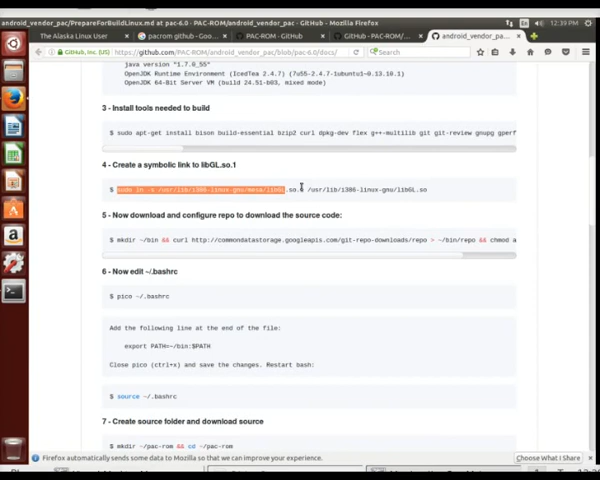 android_vendor_pac/PrepareForBuildLinux.md at pac-6.0 · PAC-ROM/android_vendor_pac · GitHub - Mozilla Firefox
En
12:39 PM
The Alaska Linux User
pacrom github - Goo...
PAC-ROM · GitHub
GitHub - PAC-ROM/...
android_vendor_pa...
https://github.com/PAC-ROM/android_vendor_pac/blob/pac-6.0/docs/
Search
java version "1.7.0_55"
OpenJDK Runtime Environment (IcedTea 2.4.7) (7u55-2.4.7-1ubuntu1~0.13.10.1)
OpenJDK 64-Bit Server VM (build 24.51-b03, mixed mode)
3 - Install tools needed to build
$ sudo apt-get install bison build-essential bzip2 curl dpkg-dev flex g++-multilib git git-review gnupg gperf
4 - Create a symbolic link to libGL.so.1
$ sudo ln -s /usr/lib/i386-linux-gnu/mesa/libGL.so.1 /usr/lib/i386-linux-gnu/libGL.so
5 - Now download and configure repo to download the source code:
$ mkdir ~/bin && curl http://commondatastorage.googleapis.com/git-repo-downloads/repo > ~/bin/repo && chmod a
6 - Now edit ~/.bashrc
$ pico ~/.bashrc
Add the following line at the end of the file:
export PATH=~/bin:$PATH
Close pico (ctrl+x) and save the changes. Restart bash:
$ source ~/.bashrc
7 - Create source folder and download source
$ mkdir ~/pac-rom && cd ~/pac-rom
Firefox automatically sends some data to Mozilla so that we can improve your experience.
Choose What I Share